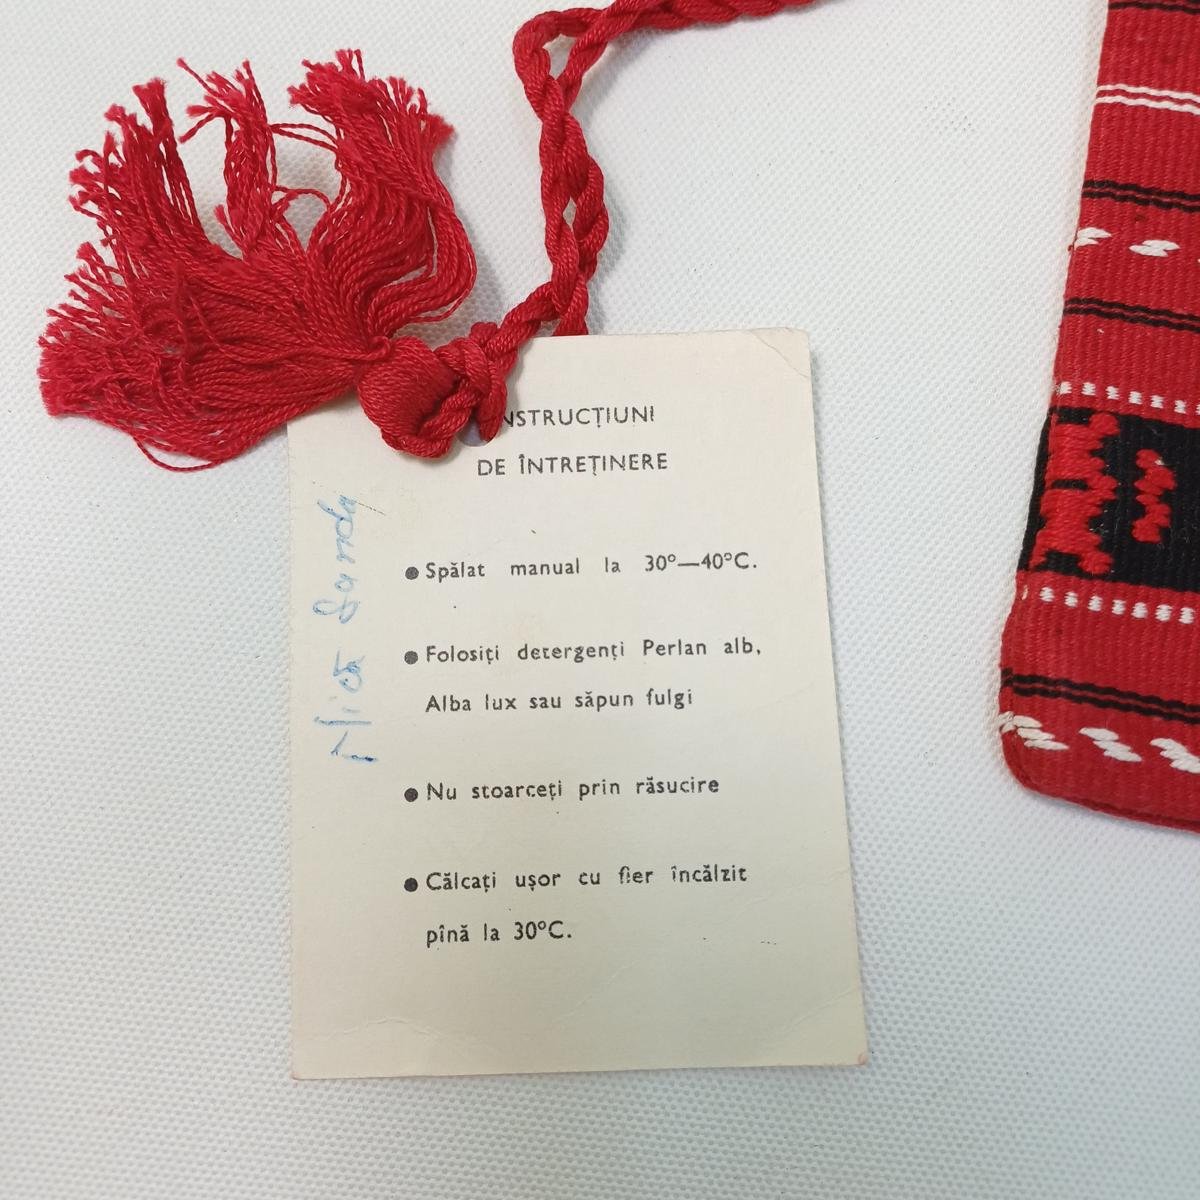 NSTRUCȚIUNI
DE ÎNTREȚINERE
● Spălat manual la 30°—40°C.
● Folosiți detergenți Perlan alb,
Alba lux sau săpun fulgi
● Nu stoarceți prin răsucire
● Călcați ușor cu fier încălzit
pînă la 30°C.